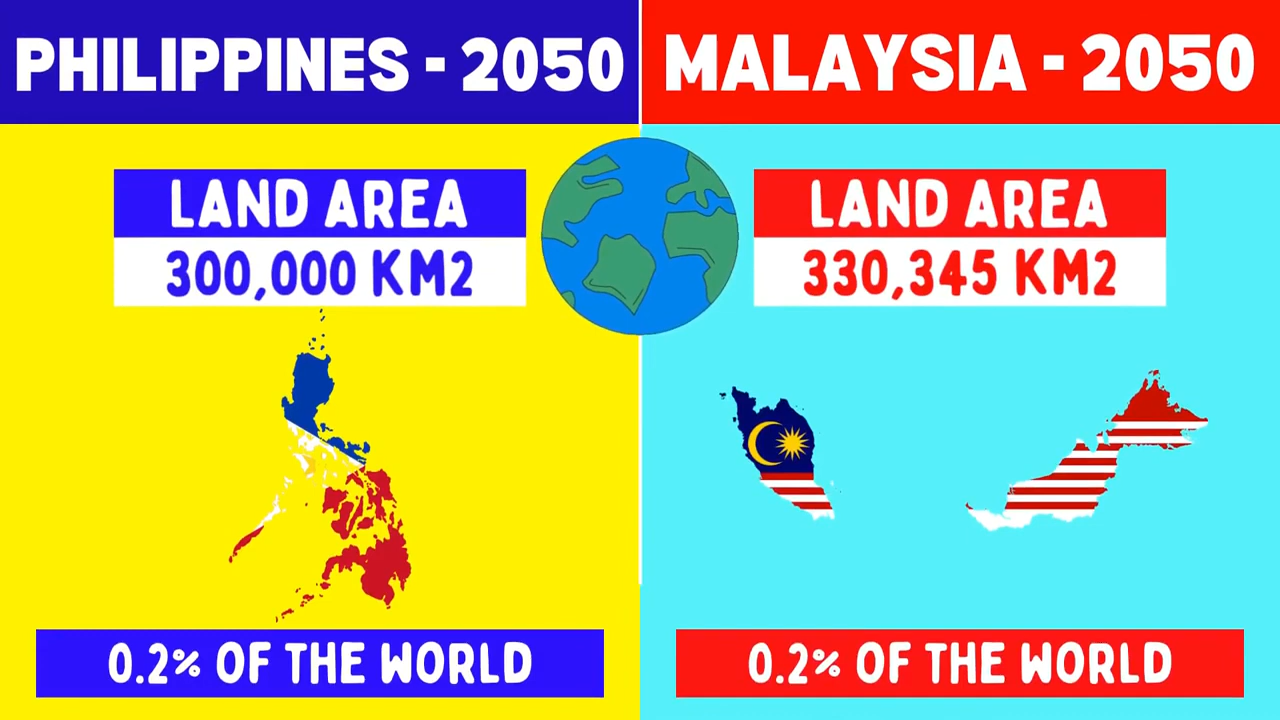 PHILIPPINES - 2050
LAND AREA
300,000 KM2
0.2% OF THE WORLD
MALAYSIA - 2050
LAND AREA
330,345 KM2
0.2% OF THE WORLD